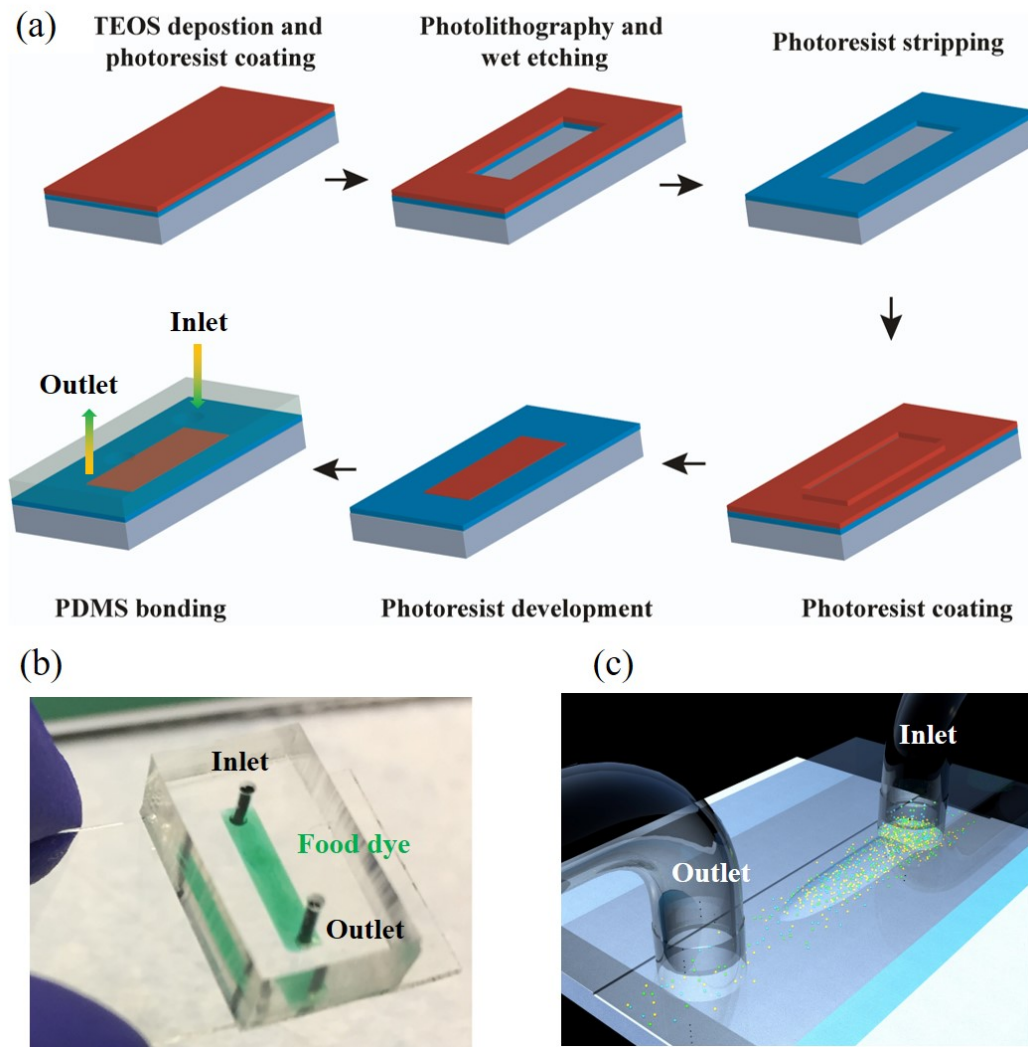 (a)
TEOS depostion and
photoresist coating
Photolithography and
wet etching
Photoresist stripping
Inlet
Outlet
PDMS bonding
Photoresist development
Photoresist coating
(b)
Inlet
Food dye
Outlet
(c)
Inlet
Outlet